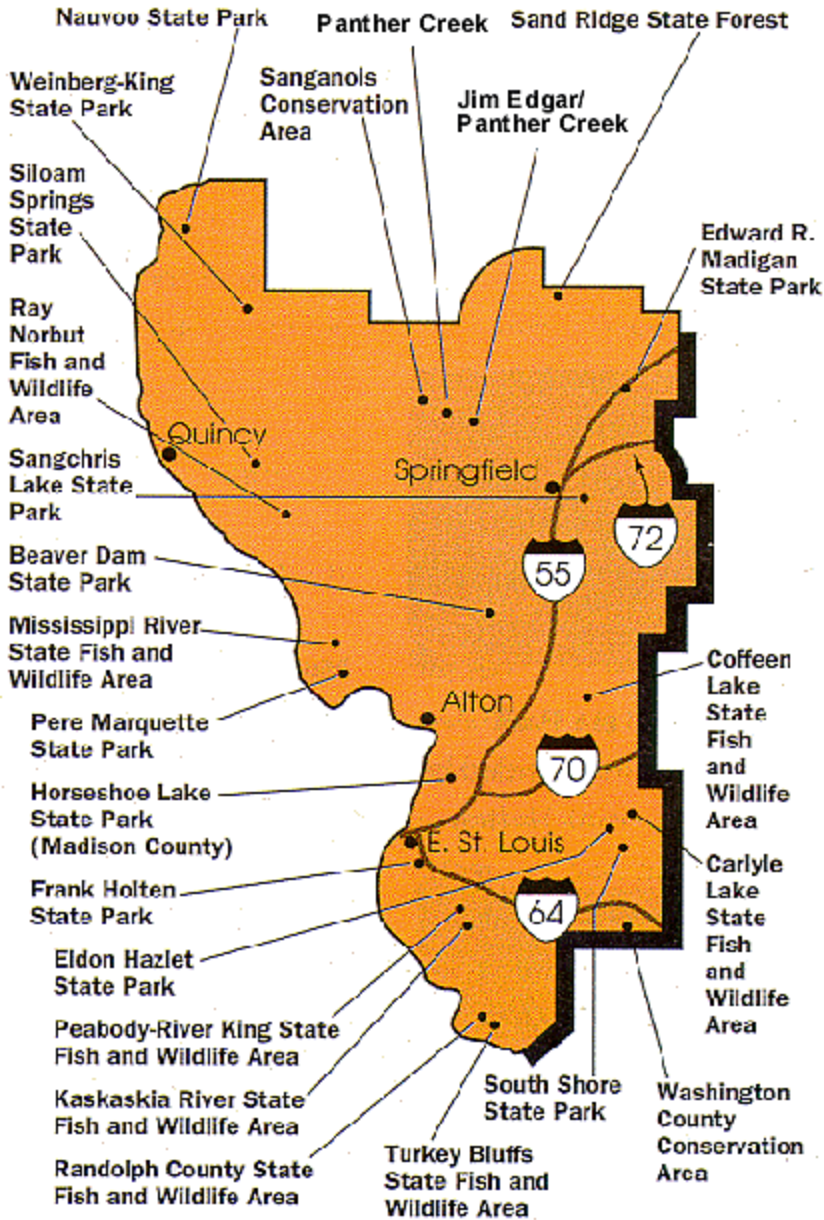 Nauvoo State Park
Panther Creek
Sand Ridge State Forest
Weinberg-King
State Park
Sanganois
Conservation
Area
Jim Edgar/
Panther Creek
Siloam
Springs
State
Park
Edward R.
Madigan
State Park
Ray
Norbut
Fish and
Wildlife
Area
Quincy
Sangchris
Lake State
Park
Springfield
72
55
Beaver Dam
State Park
Mississippi River
State Fish and
Wildlife Area
Coffeen
Lake
State
Fish
and
Wildlife
Area
Alton
Pere Marquette
State Park
70
Horseshoe Lake
State Park
(Madison County)
E. St. Louis
Carlyle
Lake
State
Fish
and
Wildlife
Area
Frank Holten
State Park
64
Eldon Hazlet
State Park
Peabody-River King State
Fish and Wildlife Area
South Shore
State Park
Washington
County
Conservation
Area
Kaskaskia River State
Fish and Wildlife Area
Turkey Bluffs
State Fish and
Wildlife Area
Randolph County State
Fish and Wildlife Area